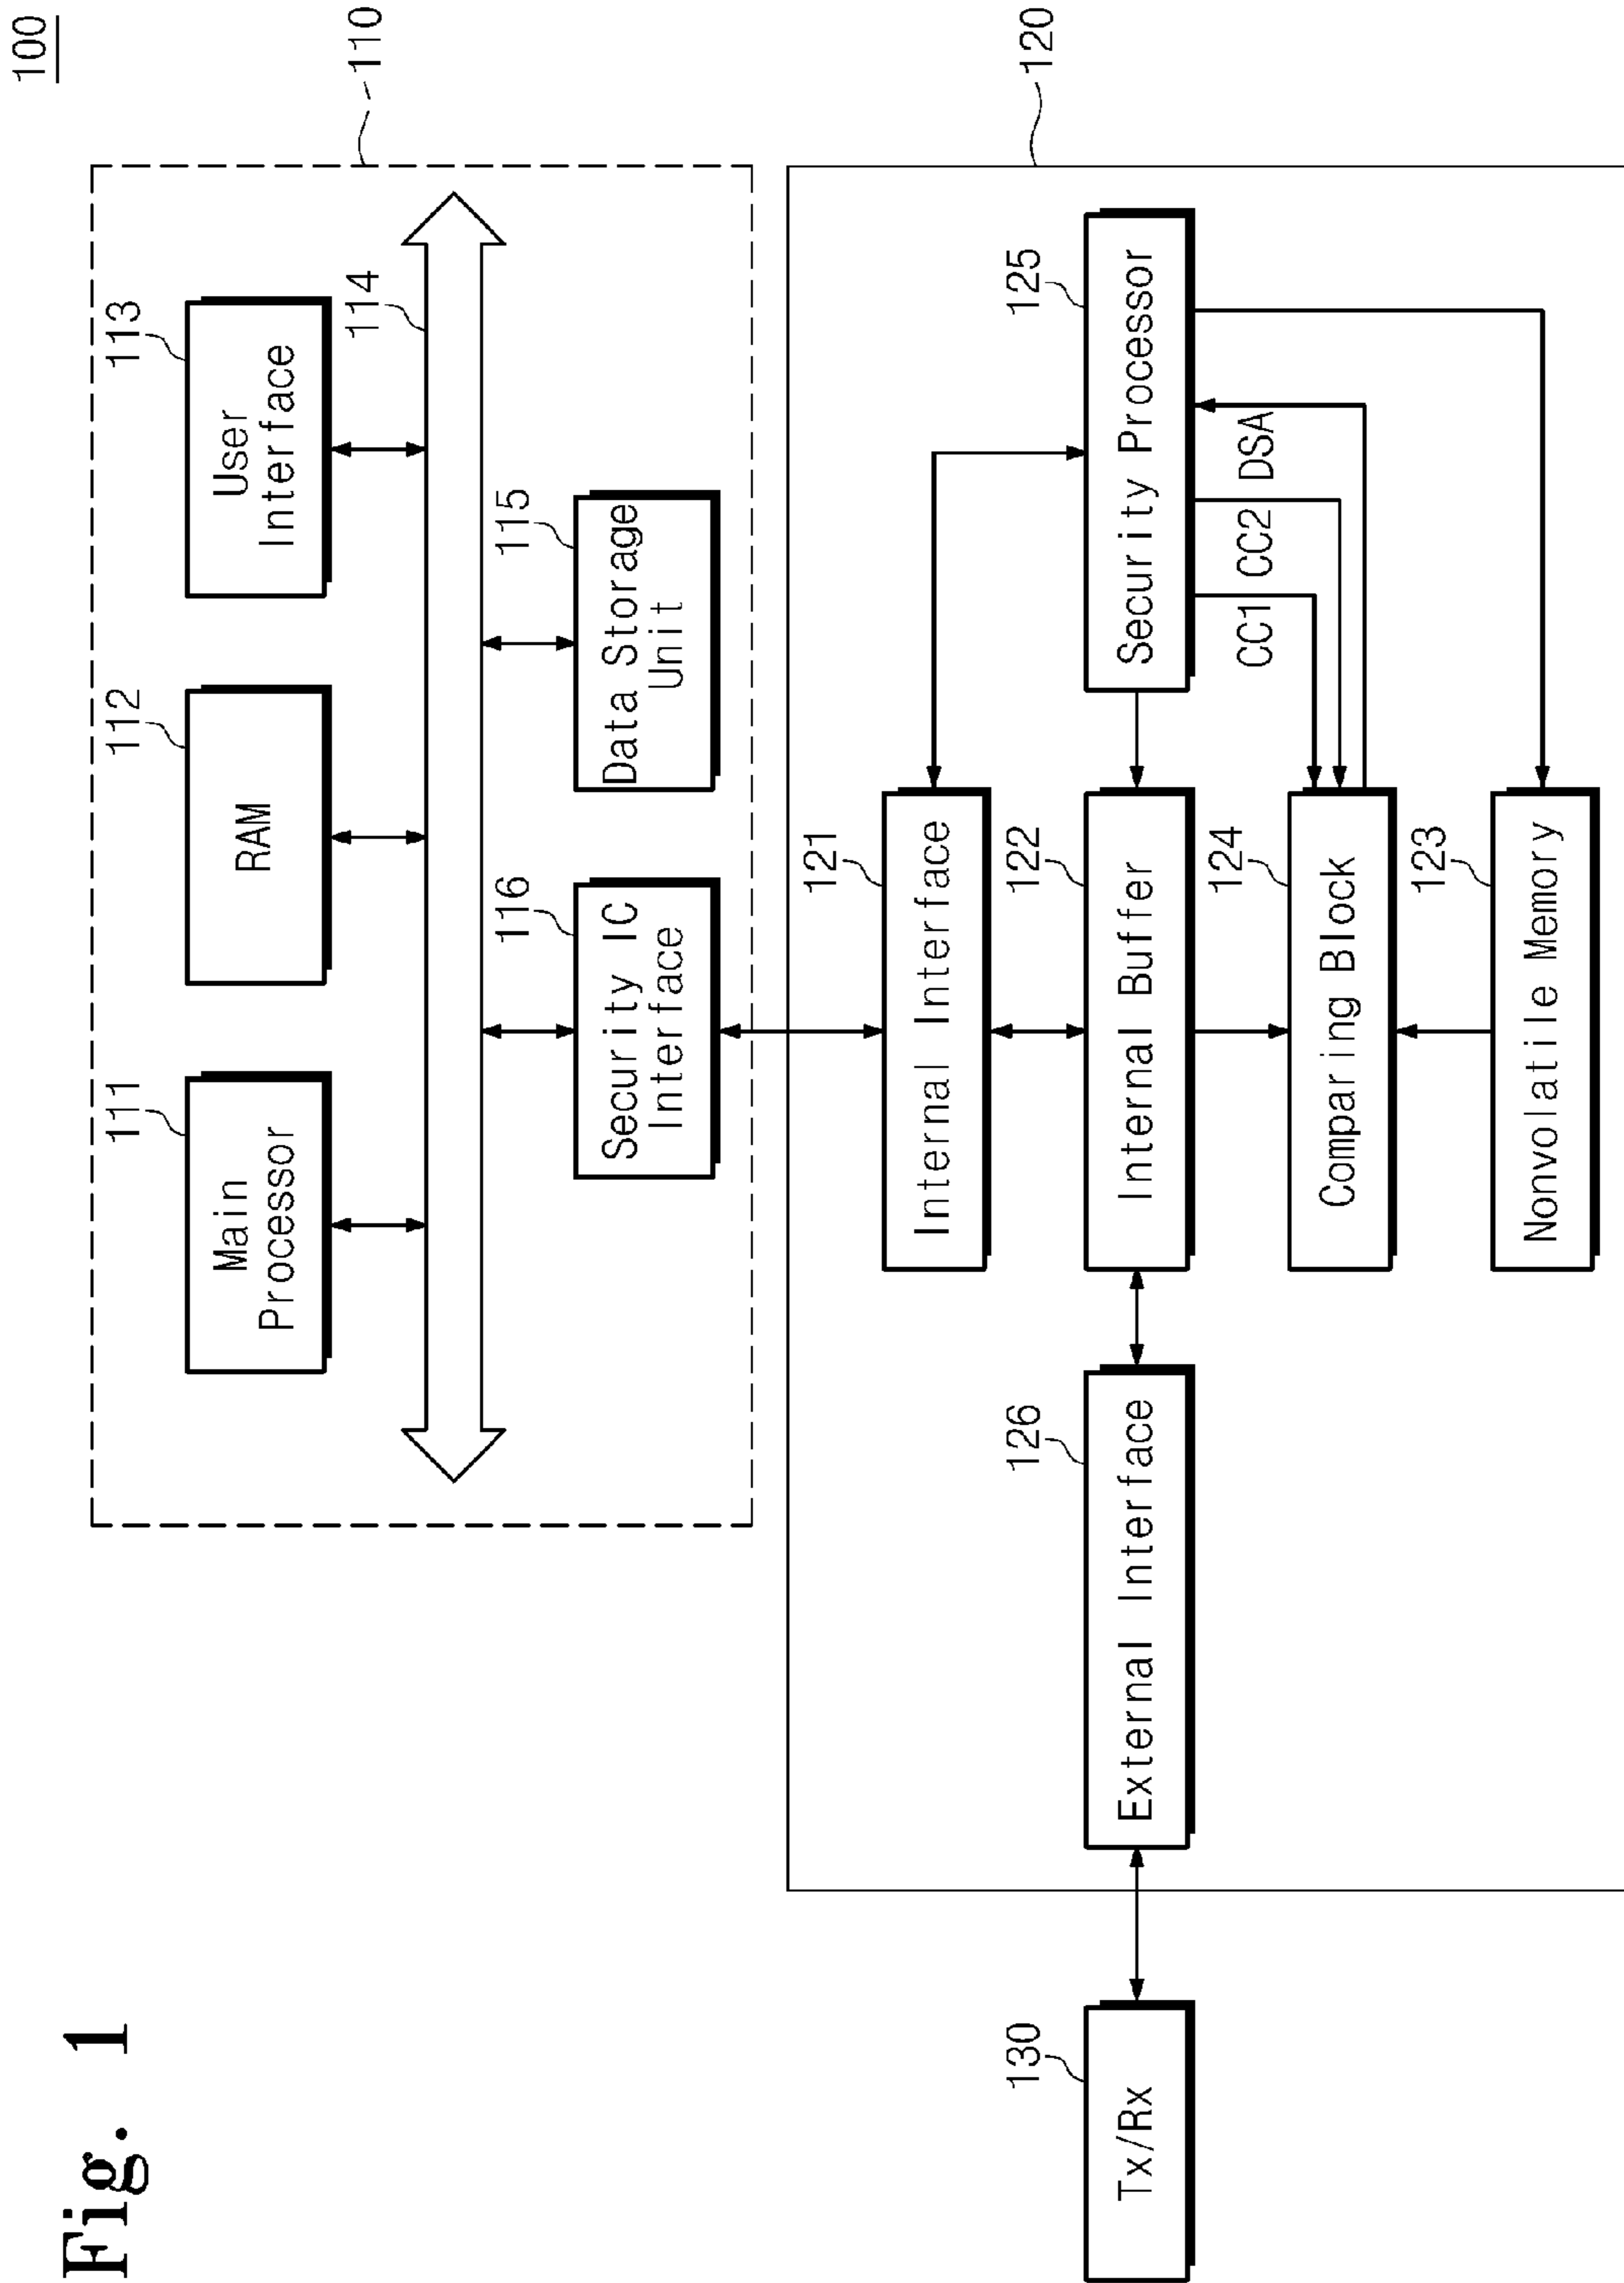 Fig. 1
100
110
111
Main
Processor
112
RAM
113
User
Interface
114
116
Security IC
Interface
115
Data Storage
Unit
120
121
Internal Interface
130
Tx/Rx
126
External Interface
122
Internal Buffer
125
Security Processor
124
Comparing Block
CC1
CC2
DSA
123
Nonvolatile Memory